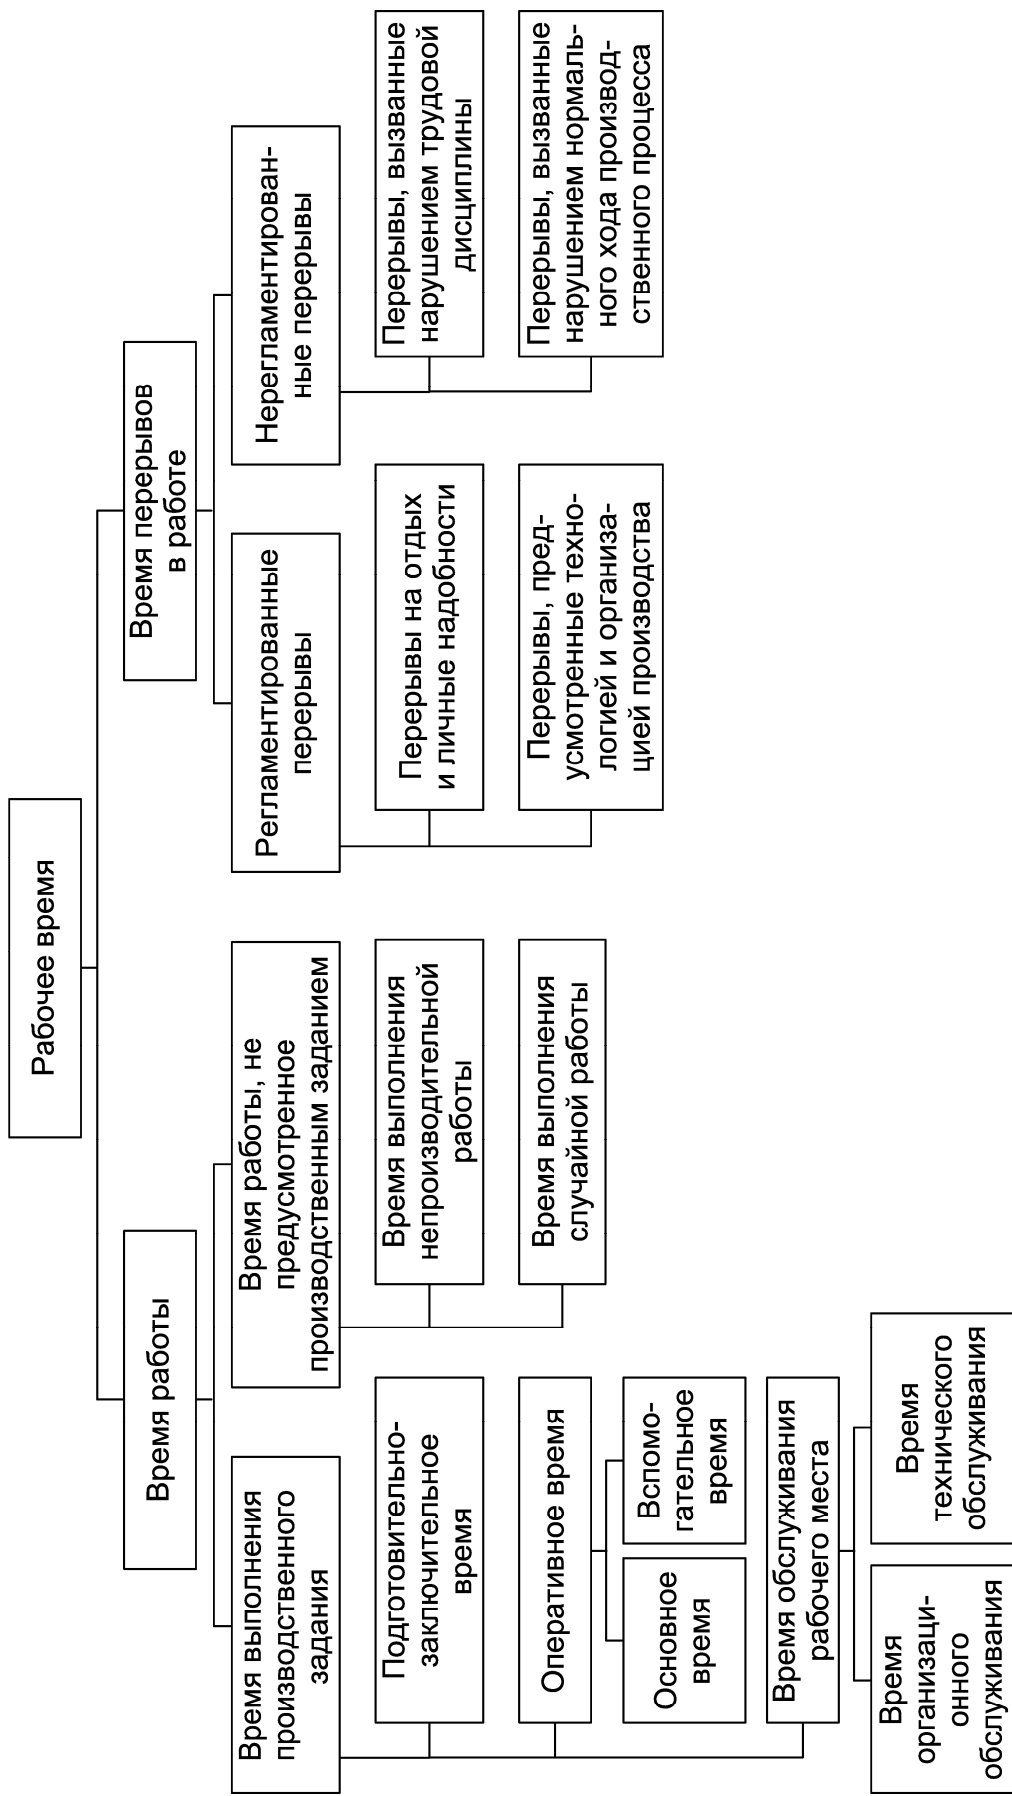 Рабочее время
Время работы
Время перерывов
в работе
Время выполнения
производственного
задания
Время работы, не
предусмотренное
производственным заданием
Регламентированные
перерывы
Нерегламентирован-
ные перерывы
Подготовительно-
заключительное
время
Время выполнения
непроизводительной
работы
Перерывы на отдых
и личные надобности
Перерывы, вызванные
нарушением трудовой
дисциплины
Оперативное время
Время выполнения
случайной работы
Перерывы, пред-
усмотренные техно-
логией и организа-
цией производства
Перерывы, вызванные
нарушением нормаль-
ного хода производ-
ственного процесса
Основное
время
Вспомо-
гательное
время
Время обслуживания
рабочего места
Время
организаци-
онного
обслуживания
Время
технического
обслуживания